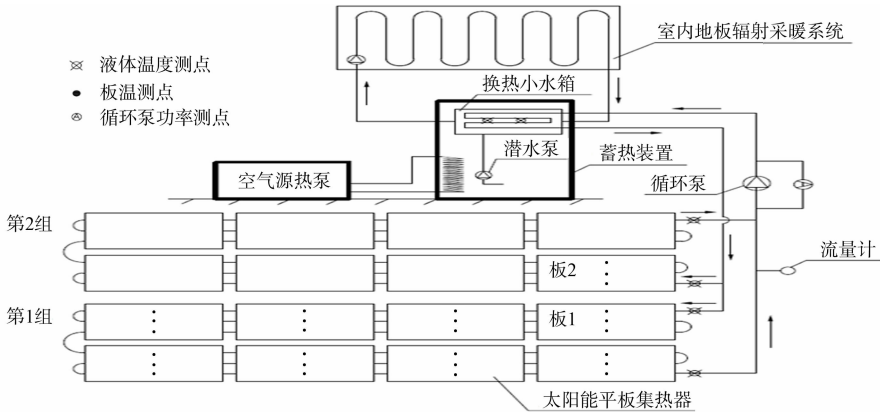 室内地板辐射采暖系统
液体温度测点
板温测点
循环泵功率测点
换热小水箱
潜水泵
蓄热装置
空气源热泵
循环泵
第2组
板2
流量计
第1组
板1
太阳能平板集热器